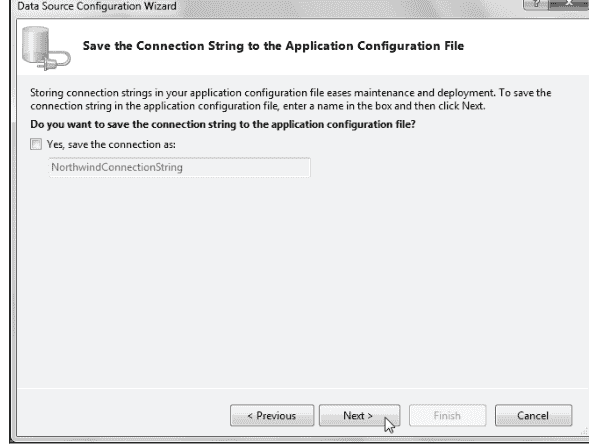 Data Source Configuration Wizard
Save the Connection String to the Application Configuration File
Storing connection strings in your application configuration file eases maintenance and deployment. To save the
connection string in the application configuration file, enter a name in the box and then click Next.
Do you want to save the connection string to the application configuration file?
Yes, save the connection as:
NorthwindConnectionString
< Previous
Next >
Finish
Cancel